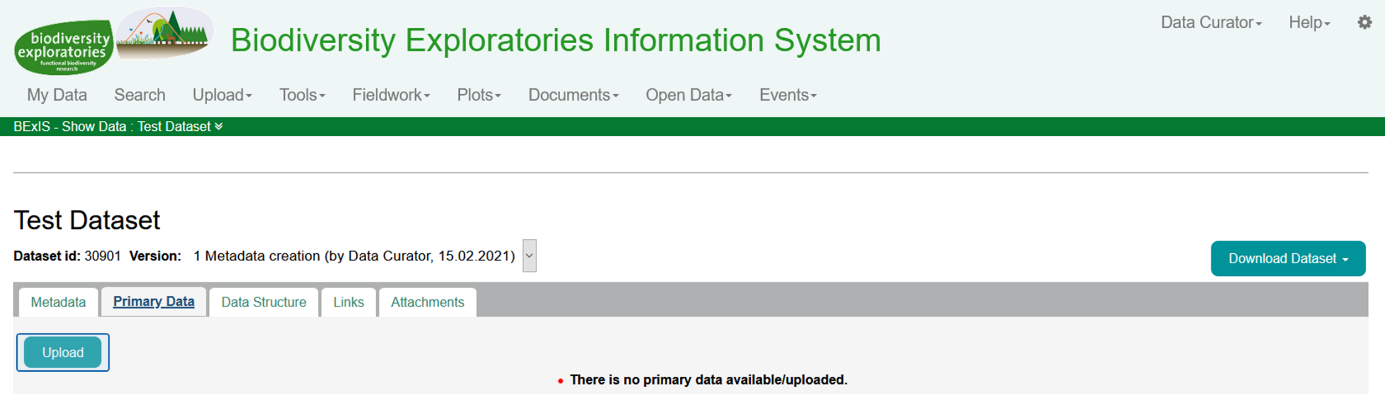 biodiversity
exploratories
functional biodiversity
research
Biodiversity Exploratories Information System
Data Curator Help
My Data Search Upload Tools Fieldwork Plots Documents Open Data Events
BExIS - Show Data : Test Dataset
Test Dataset
Dataset id: 30901 Version: 1 Metadata creation (by Data Curator, 15.02.2021)
Download Dataset
Metadata Primary Data Data Structure Links Attachments
Upload
There is no primary data available/uploaded.